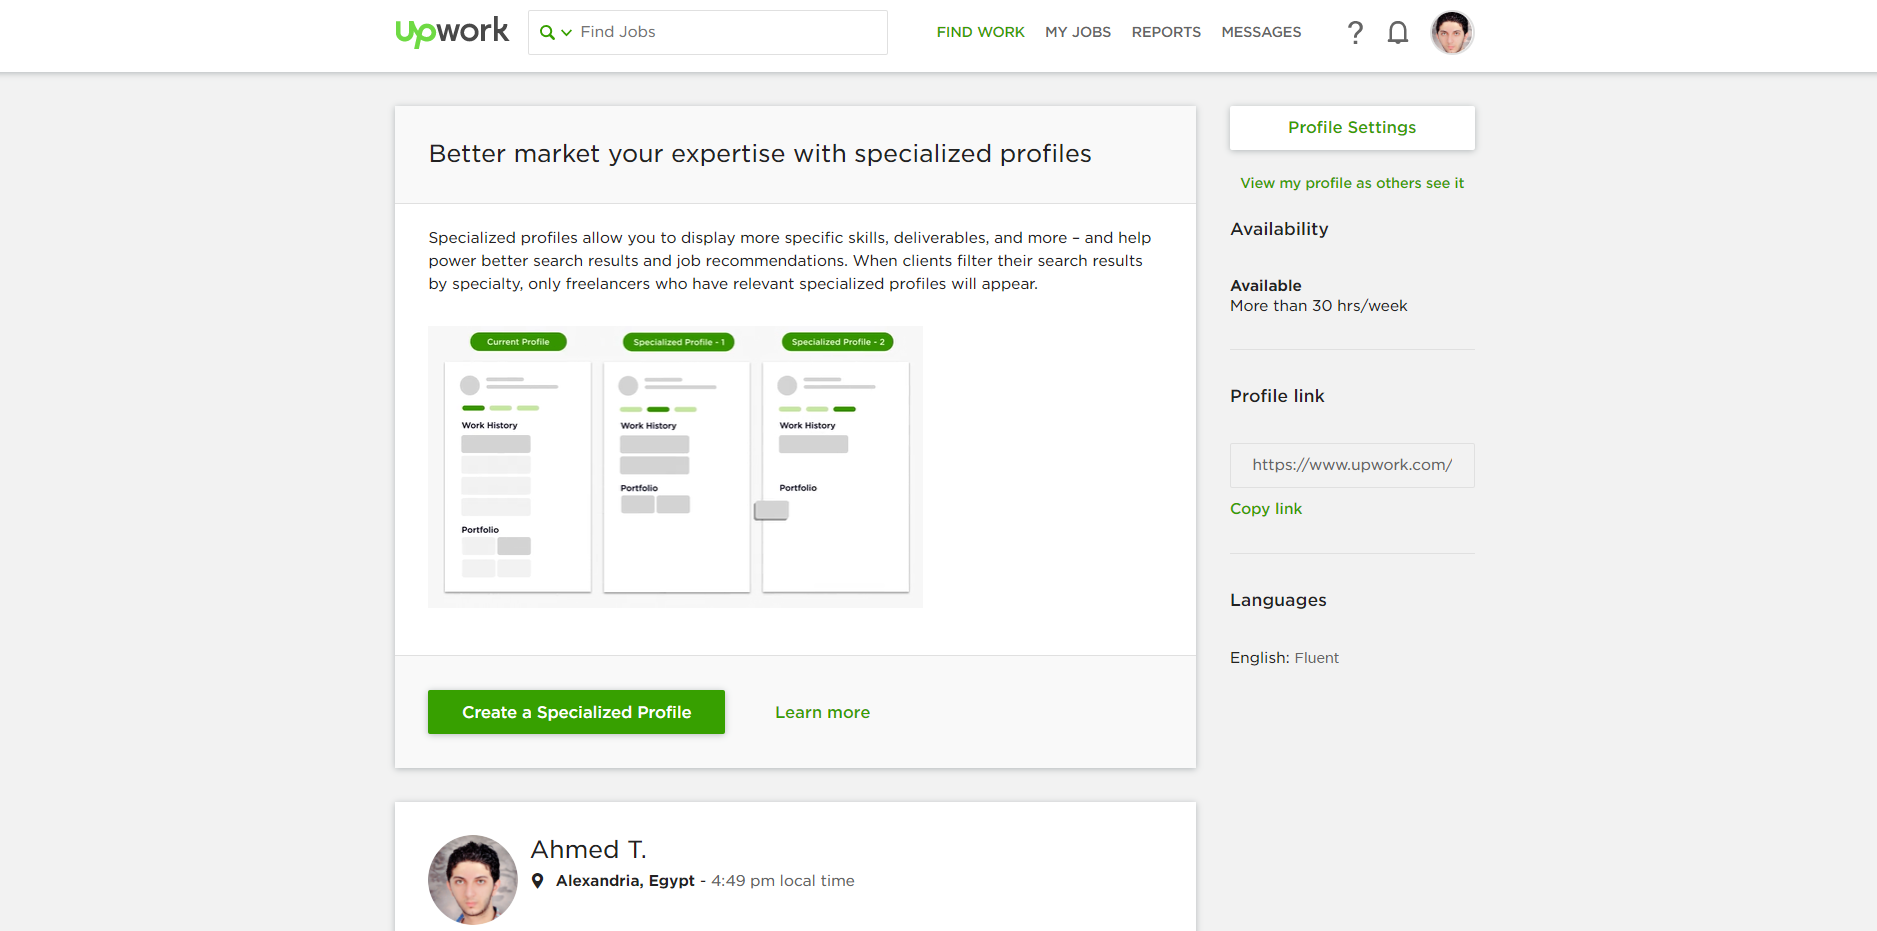 upwork
Find Jobs
FIND WORK
MY JOBS
REPORTS
MESSAGES
?
Better market your expertise with specialized profiles
Specialized profiles allow you to display more specific skills, deliverables, and more – and help
power better search results and job recommendations. When clients filter their search results
by specialty, only freelancers who have relevant specialized profiles will appear.
Current Profile
Work History
Portfolio
Specialized Profile - 1
Work History
Portfolio
Specialized Profile - 2
Work History
Portfolio
Create a Specialized Profile
Learn more
Ahmed T.
Alexandria, Egypt - 4:49 pm local time
Profile Settings
View my profile as others see it
Availability
Available
More than 30 hrs/week
Profile link
https://www.upwork.com/
Copy link
Languages
English: Fluent